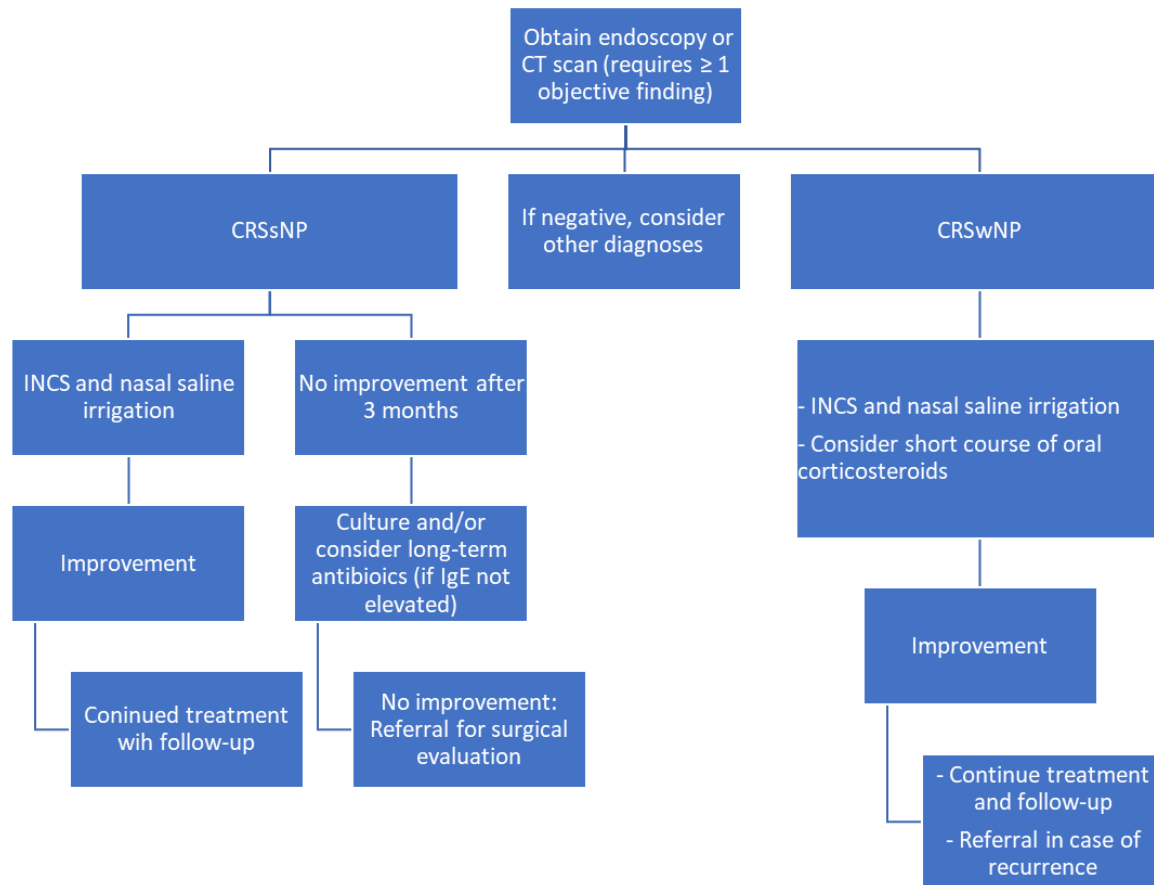 Obtain endoscopy or
CT scan (requires ≥ 1
objective finding)
CRSsNP
If negative, consider
other diagnoses
CRSwNP
INCS and nasal saline
irrigation
No improvement after
3 months
- INCS and nasal saline irrigation
- Consider short course of oral
corticosteroids
Improvement
Culture and/or
consider long-term
antibioics (if IgE not
elevated)
Improvement
Coninued treatment
wih follow-up
No improvement:
Referral for surgical
evaluation
- Continue treatment
and follow-up
- Referral in case of
recurrence